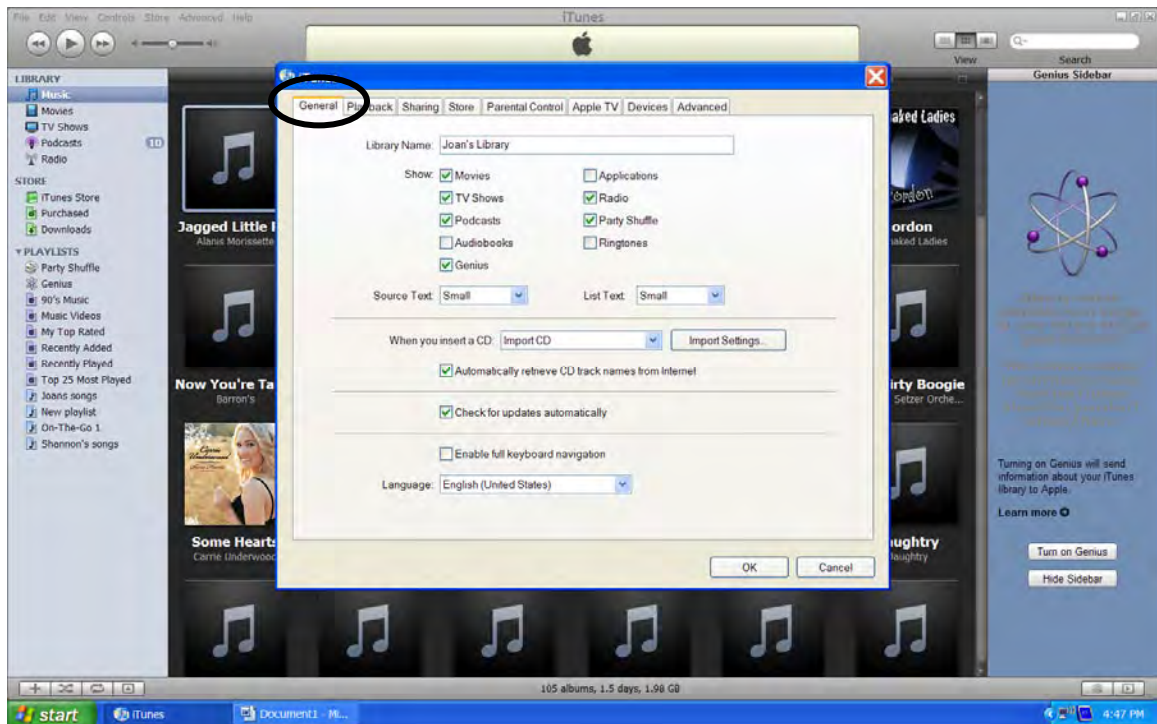 File Edit View Controls Store Advanced Help
iTunes
View
Search
LIBRARY
Music
Movies
TV Shows
Podcasts
Radio
STORE
iTunes Store
Purchased
Downloads
PLAYLISTS
Party Shuffle
Genius
90's Music
Music Videos
My Top Rated
Recently Added
Recently Played
Top 25 Most Played
Joans songs
New playlist
On-The-Go 1
Shannon's songs
Jagged Little
Alanis Morissette
Now You're Ta
Barron's
Some Hearts
Carrie Underwood
iTunes
General Playback Sharing Store Parental Control Apple TV Devices Advanced
Library Name: Joan's Library
Show: Movies Applications
TV Shows Radio
Podcasts Party Shuffle
Audiobooks Ringtones
Genius
Source Text: Small List Text: Small
When you insert a CD: Import CD Import Settings...
Automatically retrieve CD track names from Internet
Check for updates automatically
Enable full keyboard navigation
Language: English (United States)
OK Cancel
aked Ladies
ordon
aked Ladies
irty Boogie
Setzer Orche...
ughtry
aughtry
Genius Sidebar
Turning on Genius will send
information about your iTunes
library to Apple.
Learn more
Turn on Genius
Hide Sidebar
105 albums, 1.5 days, 1.98 GB
start iTunes Document1 - Mi... 4:47 PM